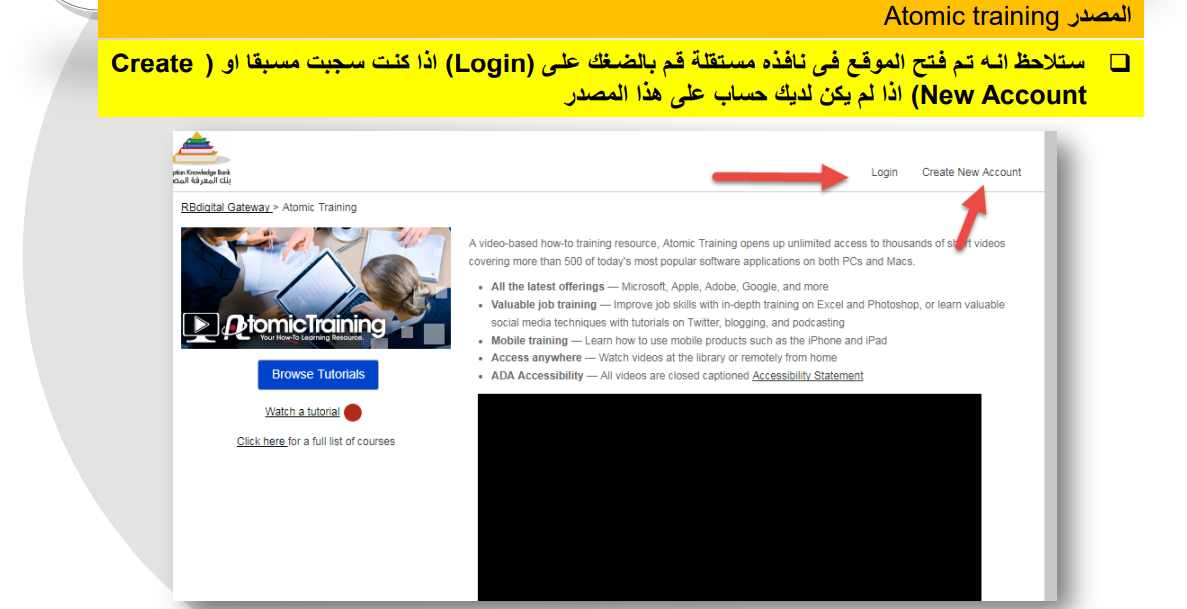 المصدر Atomic training
ستلاحظ انه تم فتح الموقع فى نافذه مستقلة قم بالضغك على (Login) اذا كنت سجبت مسبقا او ( Create
New Account) اذا لم يكن لديك حساب على هذا المصدر
ptian Knowledge Bank
بنك المعرفة المص
Login Create New Account
RBdigital Gateway > Atomic Training
A video-based how-to training resource, Atomic Training opens up unlimited access to thousands of short videos
covering more than 500 of today's most popular software applications on both PCs and Macs.
• All the latest offerings — Microsoft, Apple, Adobe, Google, and more
• Valuable job training — Improve job skills with in-depth training on Excel and Photoshop, or learn valuable
social media techniques with tutorials on Twitter, blogging, and podcasting
• Mobile training — Learn how to use mobile products such as the iPhone and iPad
• Access anywhere — Watch videos at the library or remotely from home
• ADA Accessibility — All videos are closed captioned Accessibility Statement
AtomicTraining
Your How-To Learning Resource.
Browse Tutorials
Watch a tutorial
Click here for a full list of courses